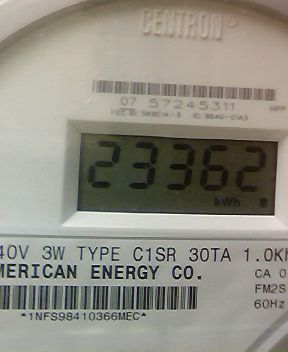 CENTRON
07 57245311
23362
kWh
40V 3W TYPE C1SR 30TA 1.0Kh
MERICAN ENERGY CO.
CA 0
FM2S
60Hz
*1NFS98410366MEC*